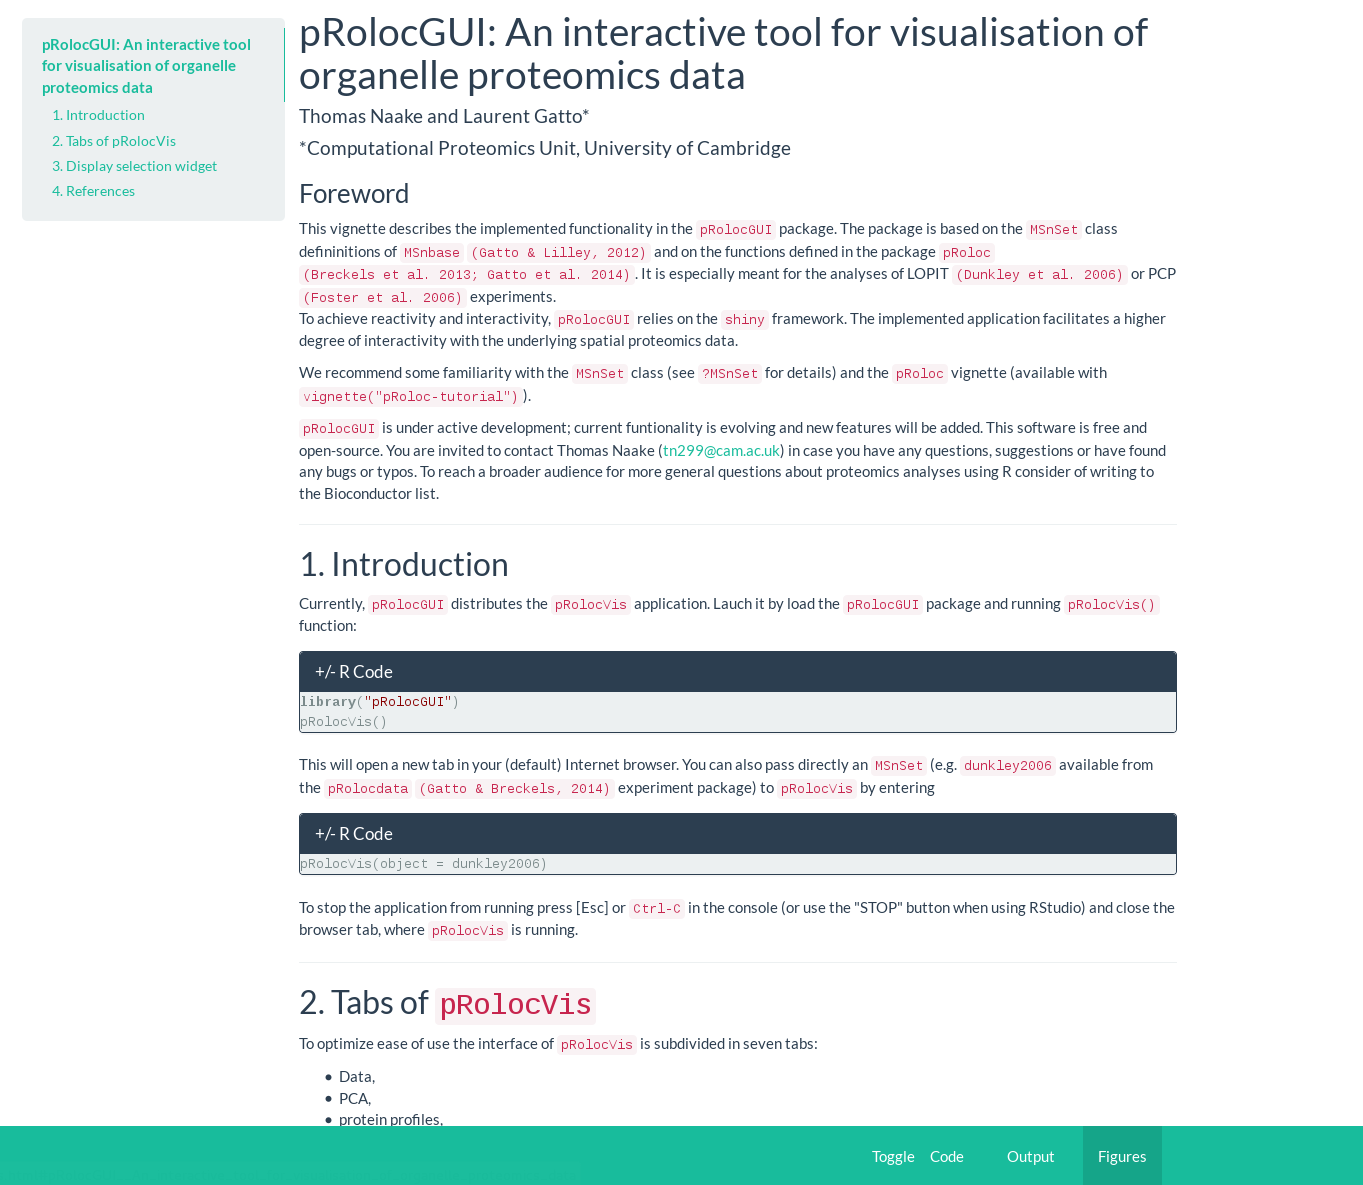 pRolocGUI: An interactive tool
for visualisation of organelle
proteomics data
1. Introduction
2. Tabs of pRolocVis
3. Display selection widget
4. References
pRolocGUI: An interactive tool for visualisation of
organelle proteomics data
Thomas Naake and Laurent Gatto*
*Computational Proteomics Unit, University of Cambridge
Foreword
This vignette describes the implemented functionality in the pRolocGUI package. The package is based on the MSnSet class
defininitions of MSnbase (Gatto & Lilley, 2012) and on the functions defined in the package pRoloc
(Breckels et al. 2013; Gatto et al. 2014). It is especially meant for the analyses of LOPIT (Dunkley et al. 2006) or PCP
(Foster et al. 2006) experiments.
To achieve reactivity and interactivity, pRolocGUI relies on the shiny framework. The implemented application facilitates a higher
degree of interactivity with the underlying spatial proteomics data.
We recommend some familiarity with the MSnSet class (see ?MSnSet for details) and the pRoloc vignette (available with
vignette("pRoloc-tutorial")).
pRolocGUI is under active development; current funtionality is evolving and new features will be added. This software is free and
open-source. You are invited to contact Thomas Naake (tn299@cam.ac.uk) in case you have any questions, suggestions or have found
any bugs or typos. To reach a broader audience for more general questions about proteomics analyses using R consider of writing to
the Bioconductor list.
1. Introduction
Currently, pRolocGUI distributes the pRolocVis application. Lauch it by load the pRolocGUI package and running pRolocVis()
function:
+/- R Code
library("pRolocGUI")
pRolocVis()
This will open a new tab in your (default) Internet browser. You can also pass directly an MSnSet (e.g. dunkley2006 available from
the pRolocdata (Gatto & Breckels, 2014) experiment package) to pRolocVis by entering
+/- R Code
pRolocVis(object = dunkley2006)
To stop the application from running press [Esc] or Ctrl-C in the console (or use the "STOP" button when using RStudio) and close the
browser tab, where pRolocVis is running.
2. Tabs of pRolocVis
To optimize ease of use the interface of pRolocVis is subdivided in seven tabs:
• Data,
• PCA,
• protein profiles,
Toggle Code Output Figures